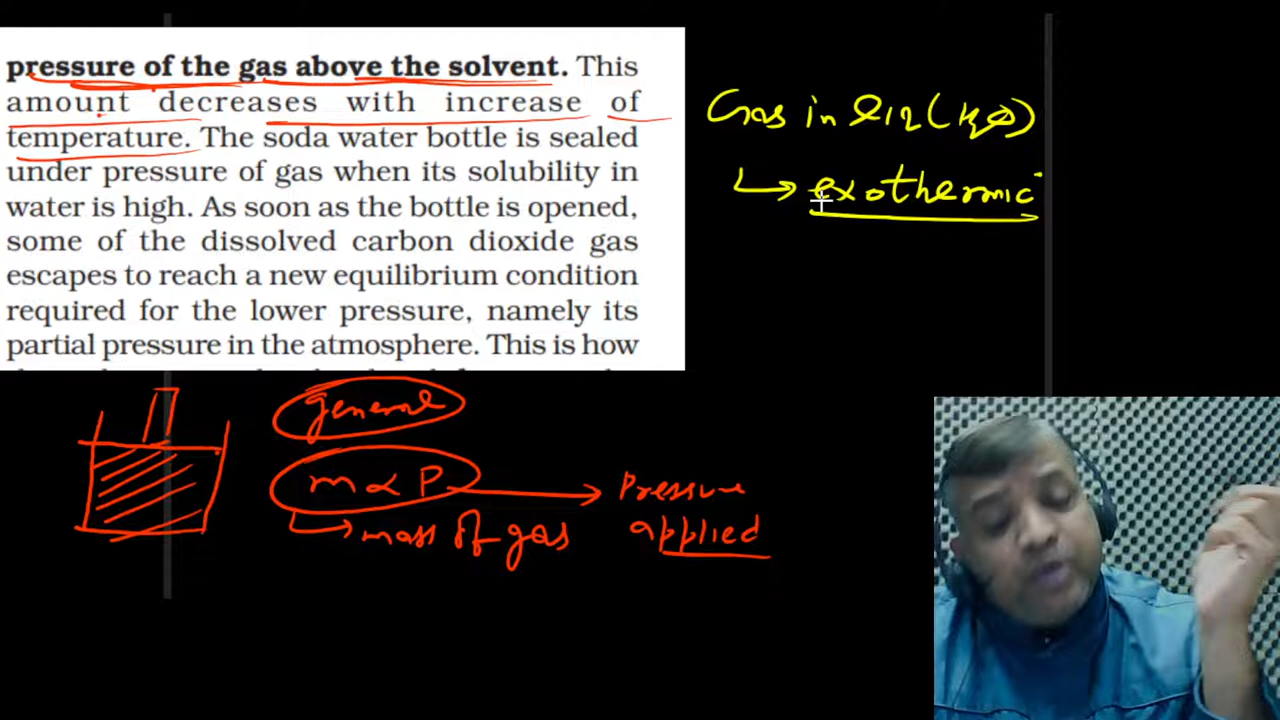 pressure of the gas above the solvent. This
amount decreases with increase of
temperature. The soda water bottle is sealed
under pressure of gas when its solubility in
water is high. As soon as the bottle is opened,
some of the dissolved carbon dioxide gas
escapes to reach a new equilibrium condition
required for the lower pressure, namely its
partial pressure in the atmosphere. This is how
Gas in liq (H2O)
exothermic
general
m ∝ P
Pressure
applied
mass of gas